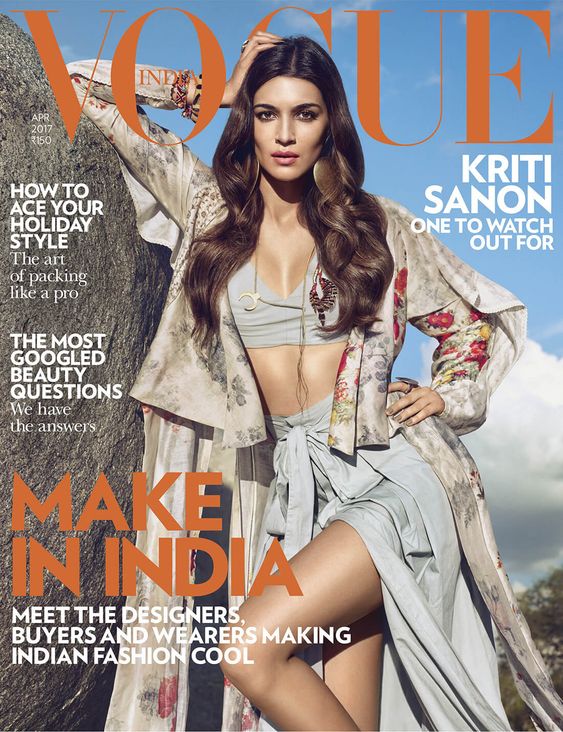 VOGUE
INDIA
APR
2017
₹150
KRITI
SANON
ONE TO WATCH
OUT FOR
HOW TO
ACE YOUR
HOLIDAY
STYLE
The art
of packing
like a pro
THE MOST
GOOGLED
BEAUTY
QUESTIONS
We have
the answers
MAKE
IN INDIA
MEET THE DESIGNERS,
BUYERS AND WEARERS MAKING
INDIAN FASHION COOL